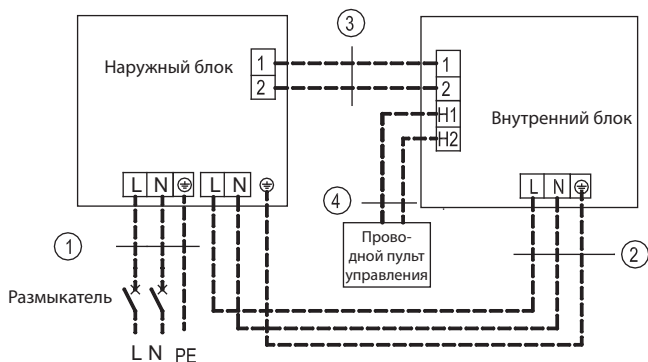 3
Наружный блок
1
2
1
2
H1
H2
Внутренний блок
L N
L N
L N
4
Прово-
дной пульт
управления
1
2
Размыкатель
L N PE